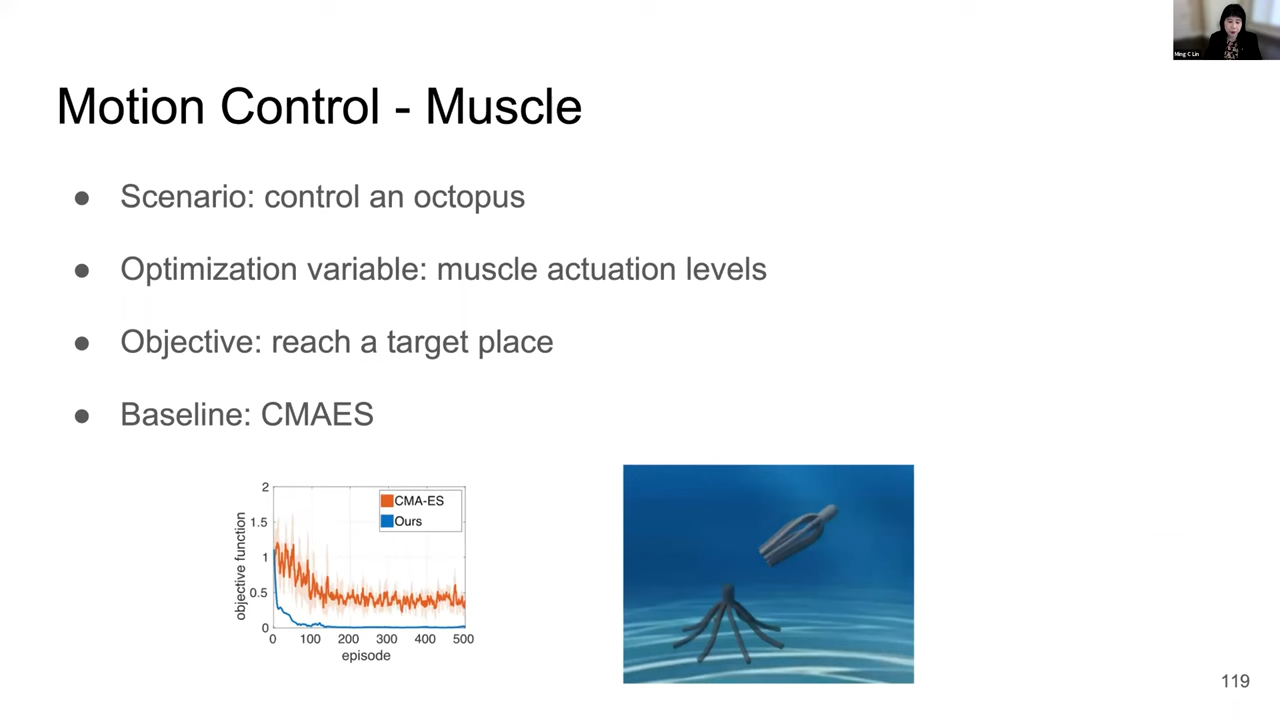 Ming C Lin
Motion Control - Muscle
● Scenario: control an octopus
● Optimization variable: muscle actuation levels
● Objective: reach a target place
● Baseline: CMAES
2
1.5
1
0.5
0
objective function
CMA-ES
Ours
0 100 200 300 400 500
episode
119